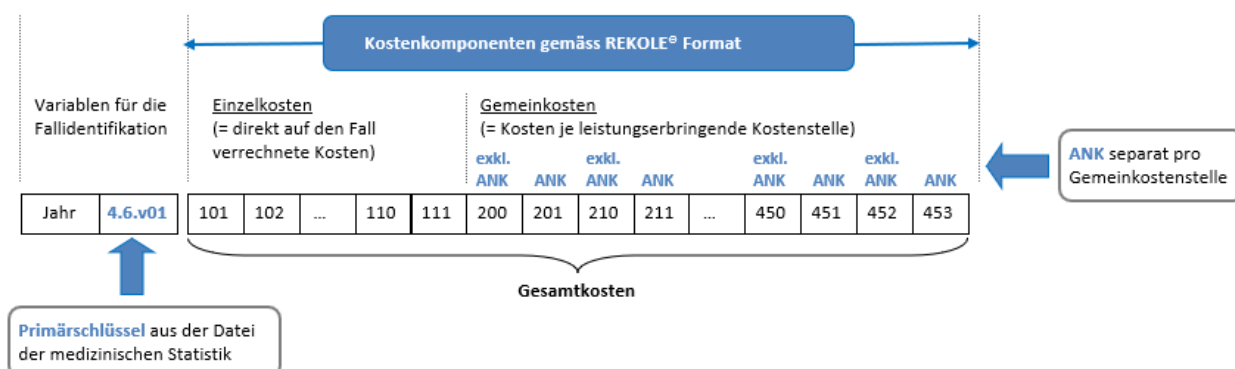 Kostenkomponenten gemäss REKOLE® Format
Variablen für die
Fallidentifikation
Einzelkosten
(= direkt auf den Fall
verrechnete Kosten)
Gemeinkosten
(= Kosten je leistungserbringende Kostenstelle)
exkl. exkl. exkl. exkl.
ANK ANK ANK ANK ANK ANK ANK ANK
ANK separat pro
Gemeinkostenstelle
Jahr 4.6.v01 101 102 ... 110 111 200 201 210 211 ... 450 451 452 453
Gesamtkosten
Primärschlüssel aus der Datei
der medizinischen Statistik